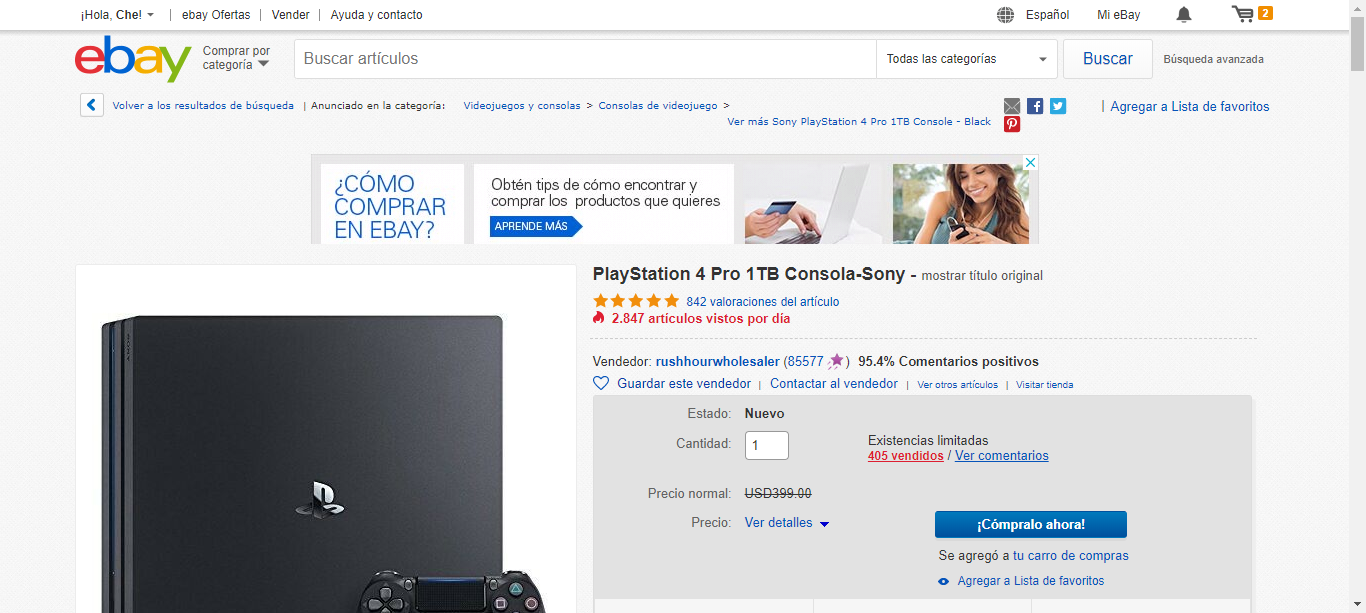 ¡Hola, Che!
ebay Ofertas
Vender
Ayuda y contacto
Español
Mi eBay
2
ebay
Comprar por
categoría
Buscar artículos
Todas las categorías
Buscar
Búsqueda avanzada
Volver a los resultados de búsqueda | Anunciado en la categoría: Videojuegos y consolas > Consolas de videojuego >
Ver más Sony PlayStation 4 Pro 1TB Console - Black
| Agregar a Lista de favoritos
¿CÓMO
COMPRAR
EN EBAY?
Obtén tips de cómo encontrar y
comprar los productos que quieres
APRENDE MÁS
PlayStation 4 Pro 1TB Consola-Sony - mostrar título original
842 valoraciones del artículo
2.847 artículos vistos por día
Vendedor: rushhourwholesaler (85577 ) 95.4% Comentarios positivos
Guardar este vendedor | Contactar al vendedor | Ver otros artículos | Visitar tienda
Estado: Nuevo
Cantidad: 1
Existencias limitadas
405 vendidos / Ver comentarios
Precio normal: USD399.00
Precio: Ver detalles
¡Cómpralo ahora!
Se agregó a tu carro de compras
Agregar a Lista de favoritos
SONY